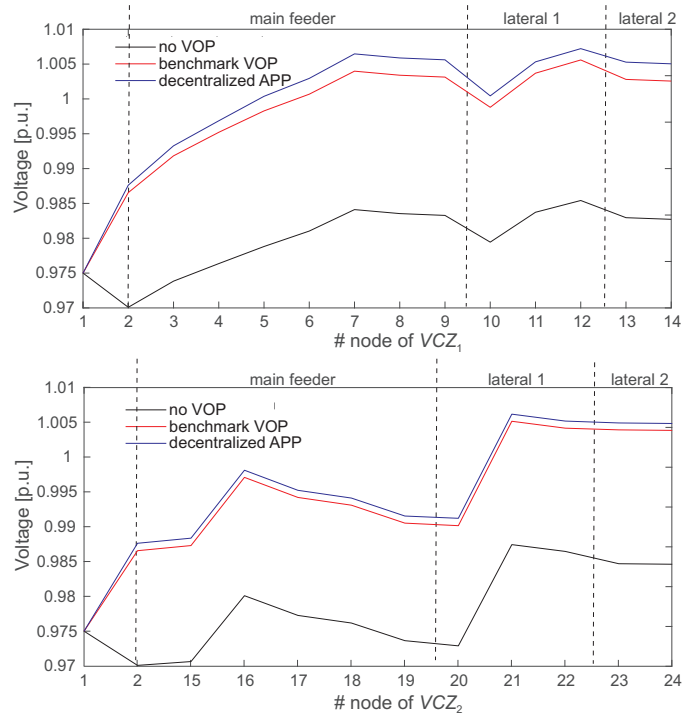 main feeder lateral 1 lateral 2
1.01
1.005
1
0.995
0.99
0.985
0.98
0.975
0.97
Voltage [p.u.]
no VOP
benchmark VOP
decentralized APP
1 2 3 4 5 6 7 8 9 10 11 12 13 14
# node of VCZ1
main feeder lateral 1 lateral 2
1.01
1.005
1
0.995
0.99
0.985
0.98
0.975
0.97
Voltage [p.u.]
no VOP
benchmark VOP
decentralized APP
1 2 15 16 17 18 19 20 21 22 23 24
# node of VCZ2